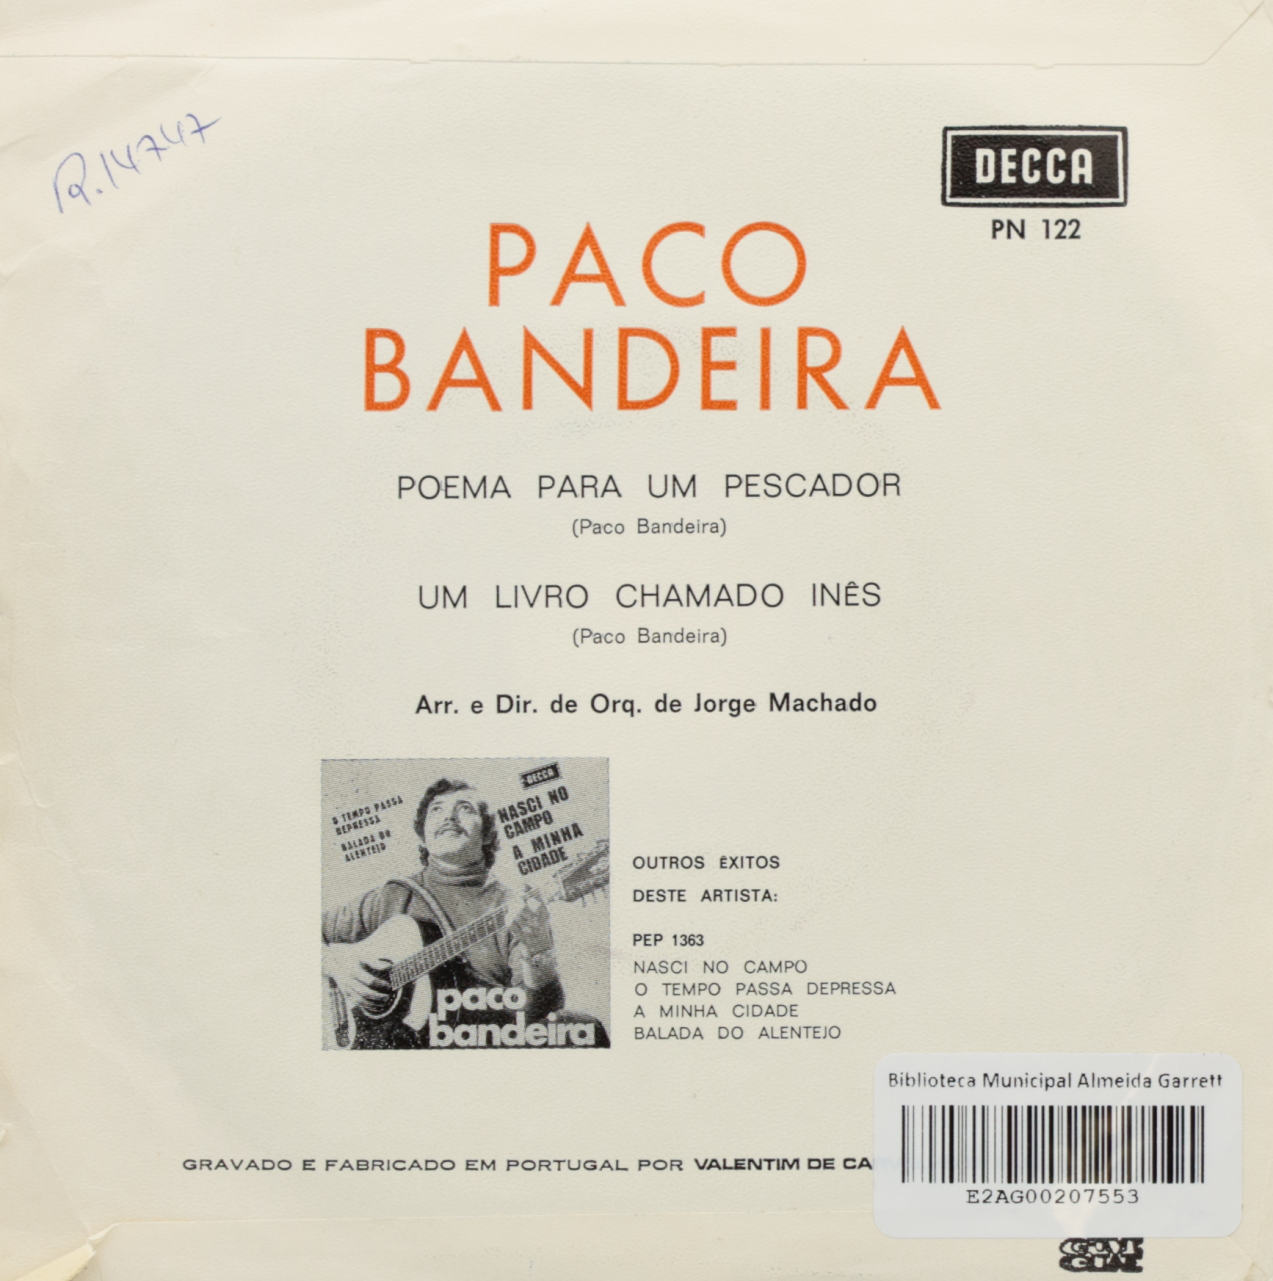 R.14747
DECCA
PN 122
PACO
BANDEIRA
POEMA PARA UM PESCADOR
(Paco Bandeira)
UM LIVRO CHAMADO INÊS
(Paco Bandeira)
Arr. e Dir. de Orq. de Jorge Machado
DECCA
O TEMPO PASSA
DEPRESSA
BALADA DO
ALENTEJO
NASCI NO
CAMPO
A MINHA
CIDADE
paco
bandeira
OUTROS ÊXITOS
DESTE ARTISTA:
PEP 1363
NASCI NO CAMPO
O TEMPO PASSA DEPRESSA
A MINHA CIDADE
BALADA DO ALENTEJO
Biblioteca Municipal Almeida Garrett
E2AG00207553
GRAVADO E FABRICADO EM PORTUGAL POR VALENTIM DE CA